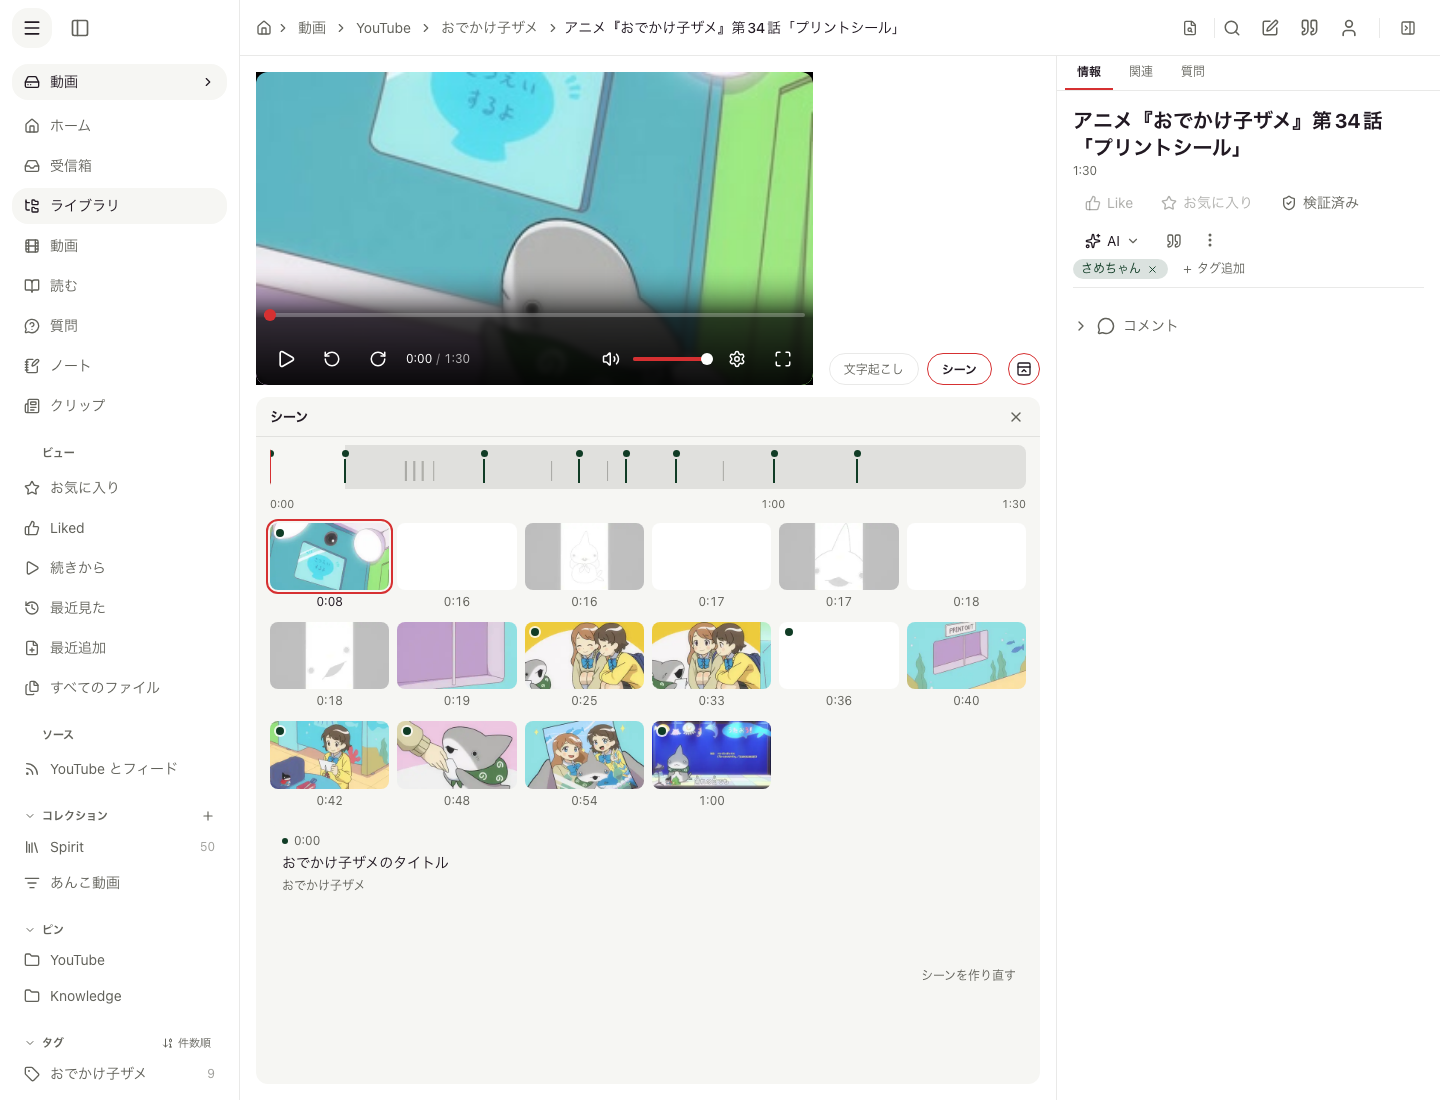 動画
ホーム
受信箱
ライブラリ
動画
読む
質問
ノート
クリップ
ビュー
お気に入り
Liked
続きから
最近見た
最近追加
すべてのファイル
ソース
YouTube とフィード
コレクション
Spirit 50
あんこ動画
ピン
YouTube
Knowledge
タグ 件数順
おでかけ子ザメ 9
動画 YouTube おでかけ子ザメ アニメ『おでかけ子ザメ』第34話「プリントシール」
するよ
0:00 / 1:30
文字起こし シーン
シーン
0:00 1:00 1:30
0:08 0:16 0:16 0:17 0:17 0:18
PRINT OUT
0:18 0:19 0:25 0:33 0:36 0:40
0:42 0:48 0:54 1:00
0:00
おでかけ子ザメのタイトル
おでかけ子ザメ
シーンを作り直す
情報 関連 質問
アニメ『おでかけ子ザメ』第34話
「プリントシール」
1:30
Like お気に入り 検証済み
AI
さめちゃん × + タグ追加
コメント